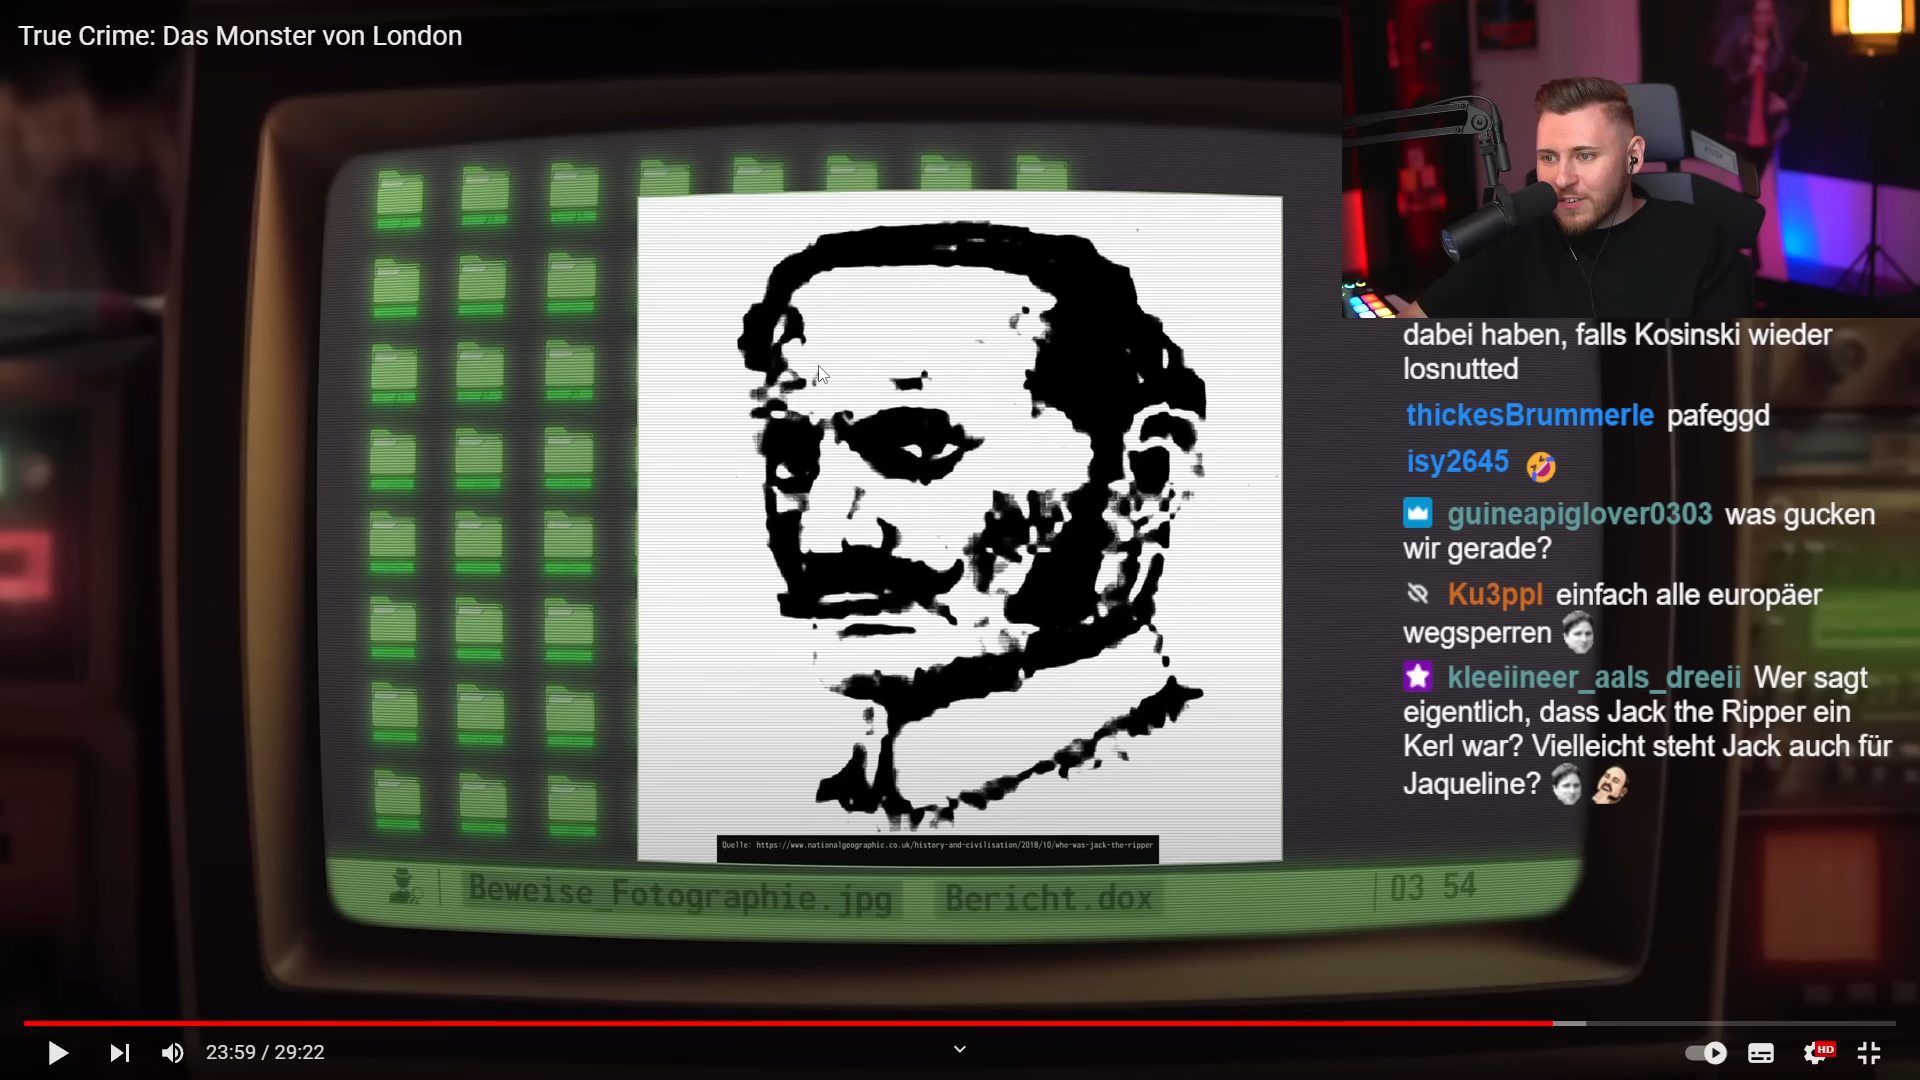 True Crime: Das Monster von London
dabei haben, falls Kosinski wieder
losnutted
thickesBrummerle pafeggd
isy2645
guineapiglover0303 was gucken
wir gerade?
Ku3ppl einfach alle europäer
wegsperren
kleeiineer_aals_dreeii Wer sagt
eigentlich, dass Jack the Ripper ein
Kerl war? Vielleicht steht Jack auch für
Jaqueline?
Quelle: https://www.nationalgeographic.co.uk/history-and-civilisation/2018/10/who-was-jack-the-ripper
Beweise_Fotographie.jpg Bericht.dox 03 54
23:59 / 29:22 HD